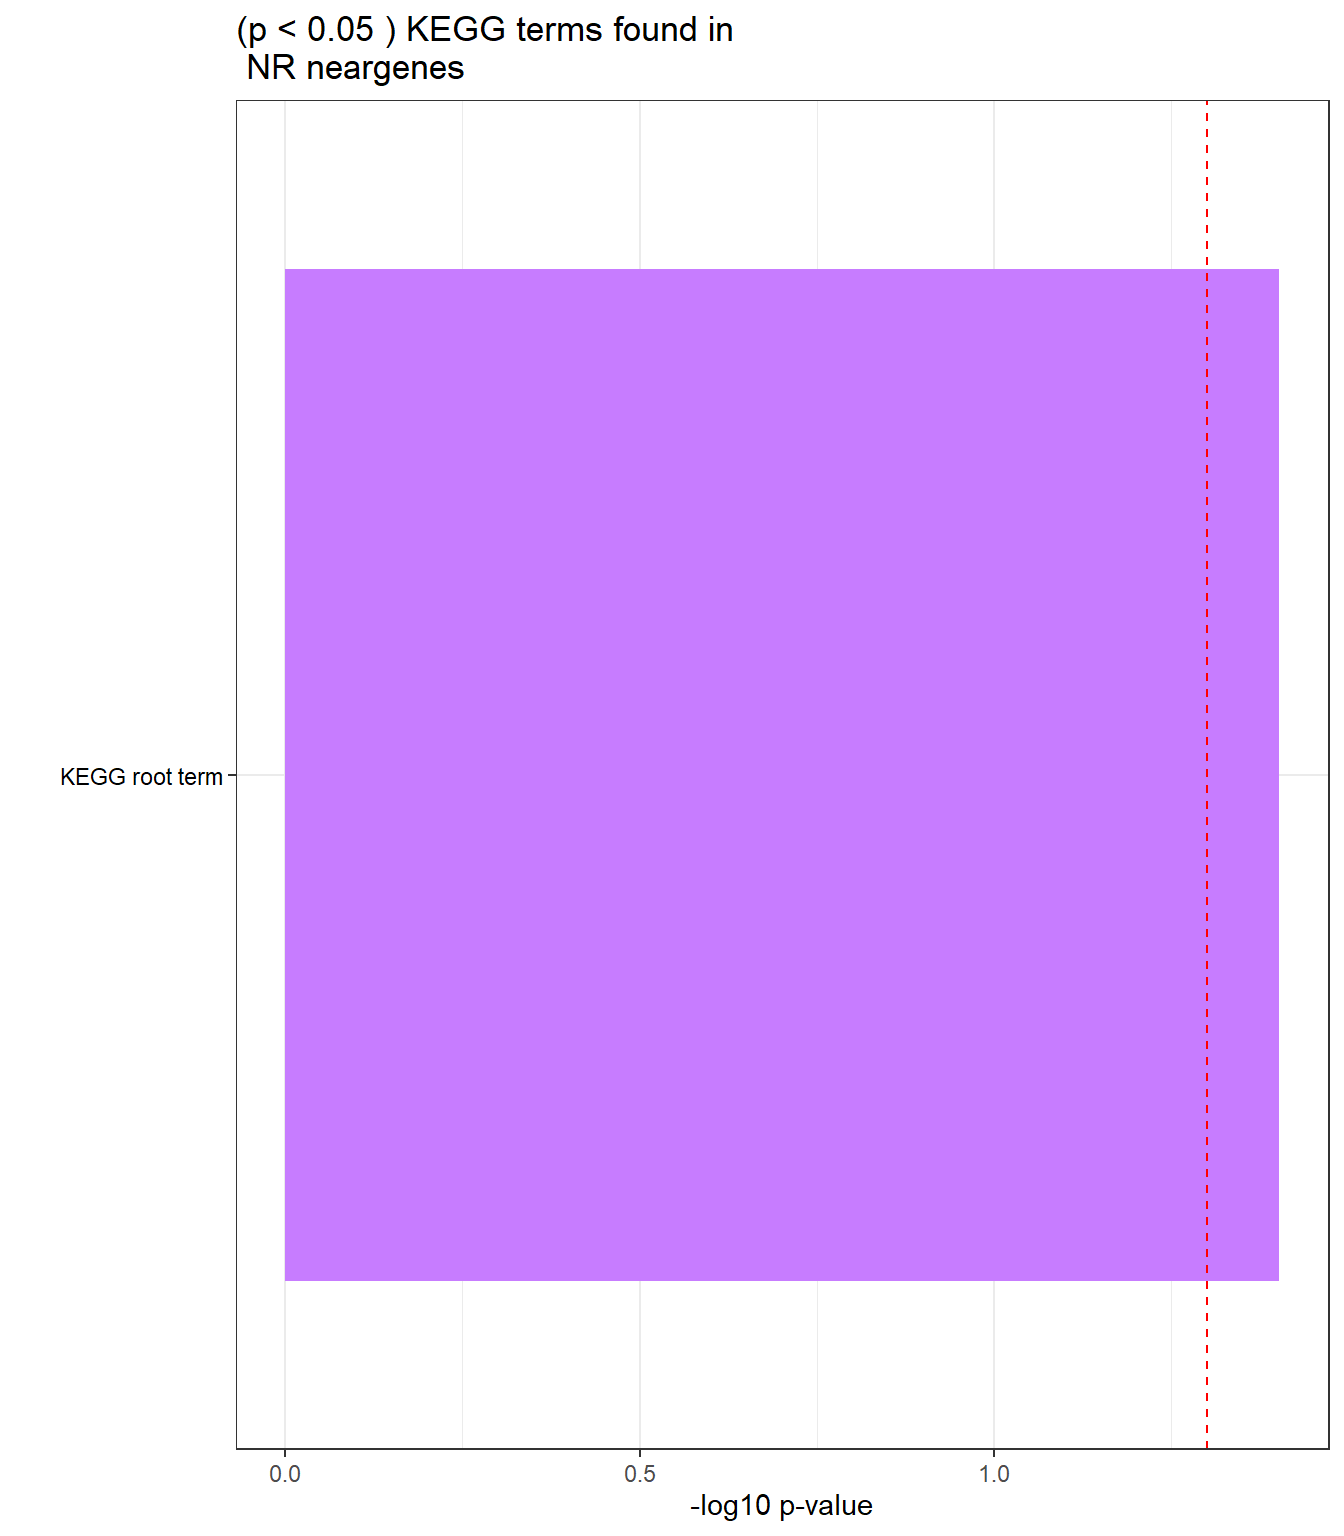 (p < 0.05 ) KEGG terms found in
NR neargenes
KEGG root term
0.0 0.5 1.0
-log10 p-value